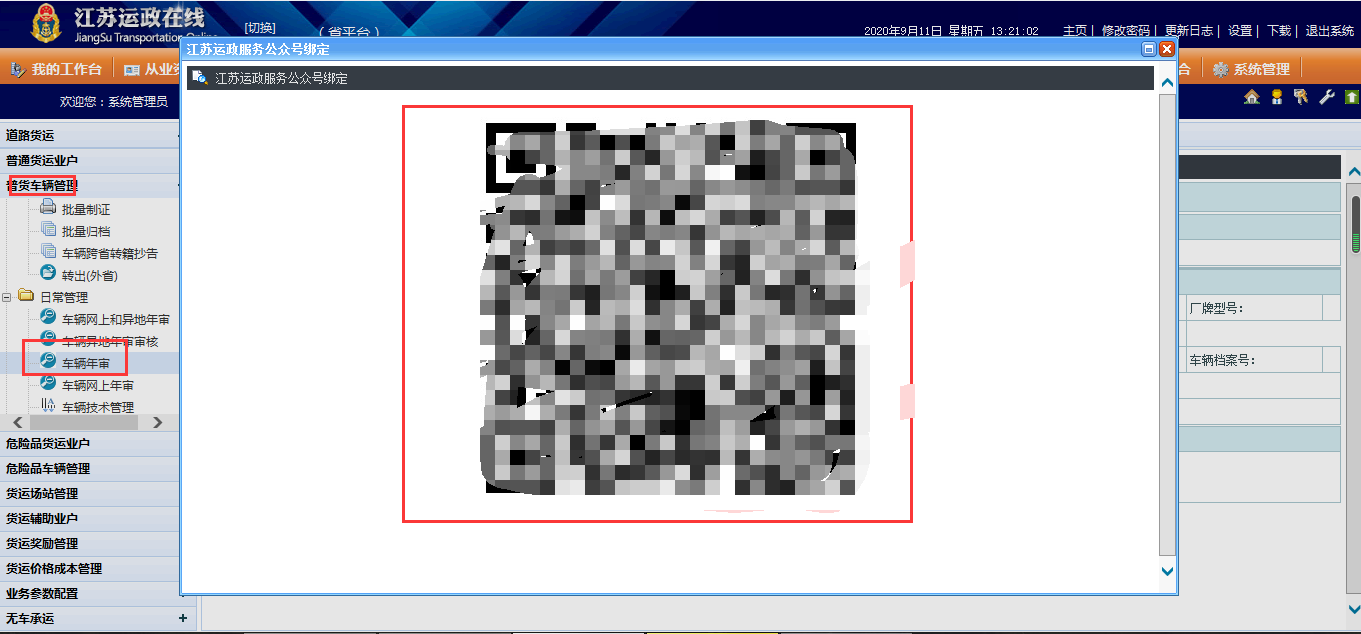 江苏运政在线
JiangSu Transportation Online
[切换]
(省平台)
2020年9月11日 星期五 13:21:02
主页| 修改密码| 更新日志| 设置| 下载| 退出系统
我的工作台
从业资
台
系统管理
欢迎您：系统管理员
江苏运政服务公众号绑定
江苏运政服务公众号绑定
道路货运
普通货运业户
普货车辆管理
批量制证
批量归档
车辆跨省转籍抄告
转出(外省)
日常管理
车辆网上和异地年审
车辆异地年审审核
车辆年审
车辆网上年审
车辆技术管理
危险品货运业户
危险品车辆管理
货运场站管理
货运辅助业户
货运奖励管理
货运价格成本管理
业务参数配置
无车承运
厂牌型号：
车辆档案号：